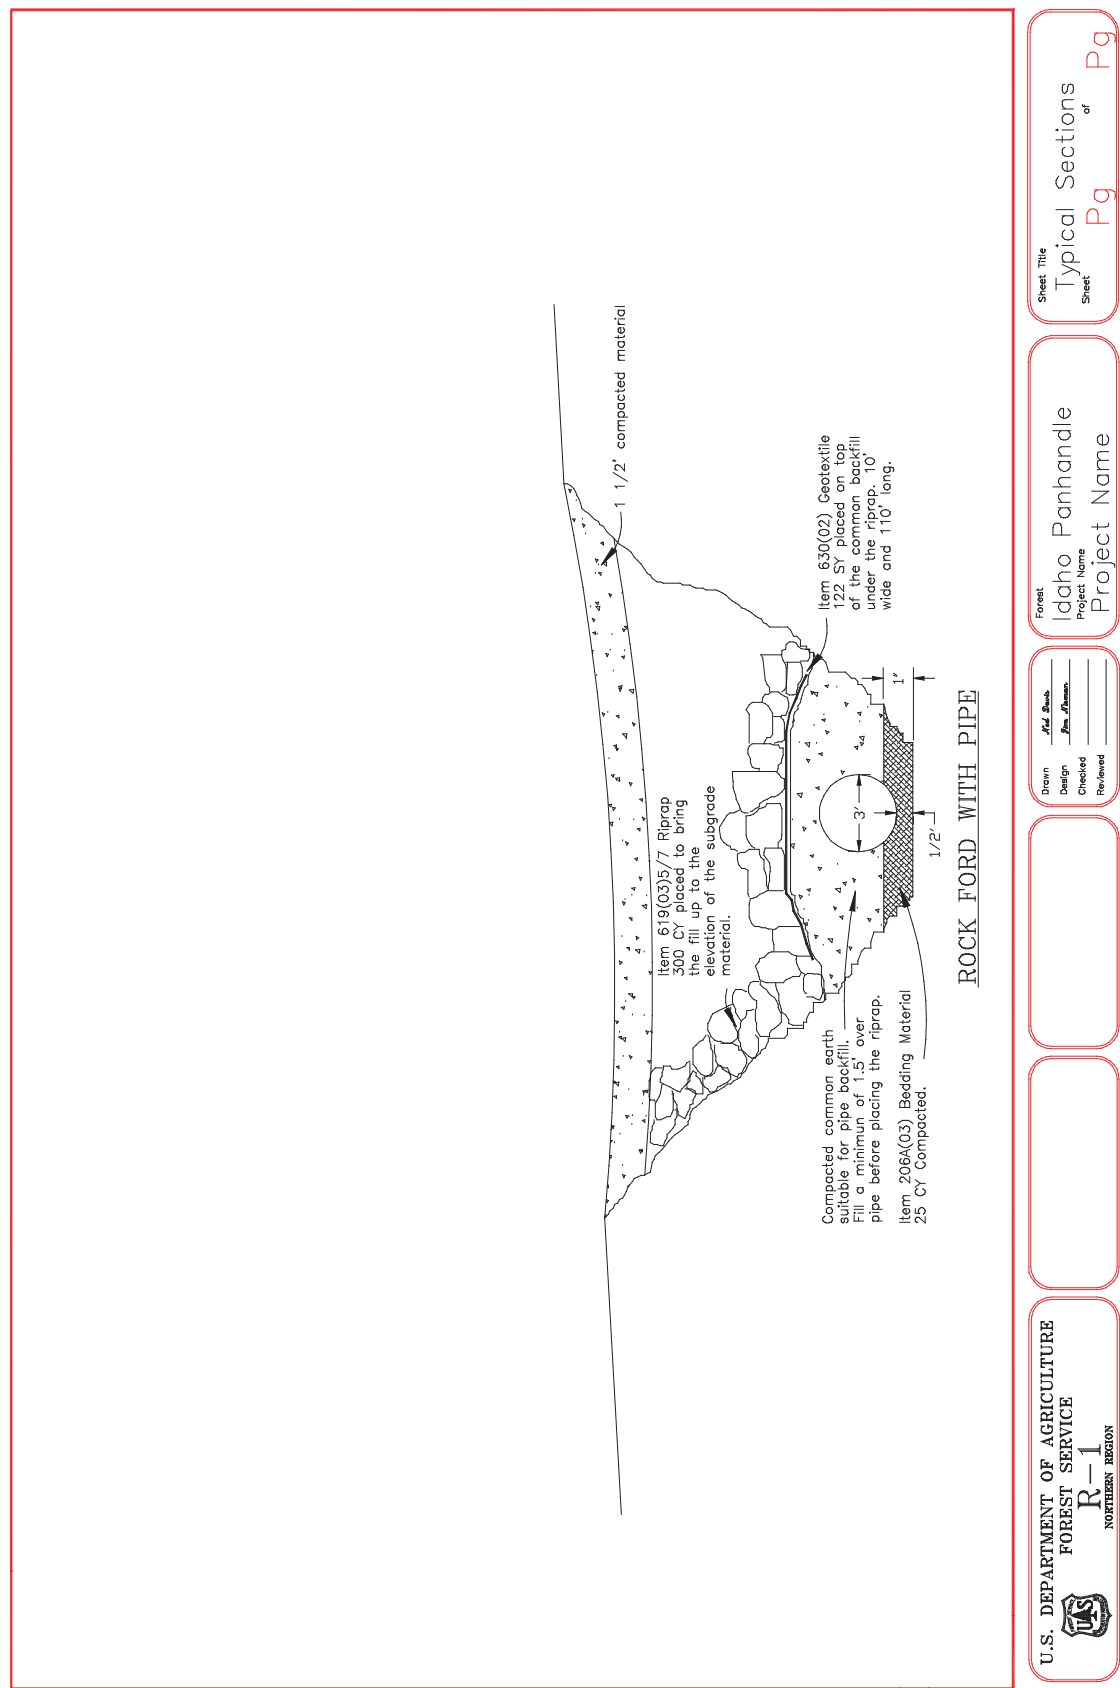 1 1/2' compacted material
Item 619(03)5/7 Riprap
300 CY placed to bring
the fill up to the
elevation of the subgrade
material.
Item 630(02) Geotextile
122 SY placed on top
of the common backfill
under the riprap. 10'
wide and 110' long.
3'
1"
1/2'
Compacted common earth
suitable for pipe backfill.
Fill a minimun of 1.5' over
pipe before placing the riprap.
Item 206A(03) Bedding Material
25 CY Compacted.
ROCK FORD WITH PIPE
U.S. DEPARTMENT OF AGRICULTURE
FOREST SERVICE
R-1
NORTHERN REGION
UAS
Drawn Ned Davis
Design Jim Nieman
Checked
Reviewed
Forest
Idaho Panhandle
Project Name
Project Name
Sheet Title
Typical Sections
Sheet Pg of Pg